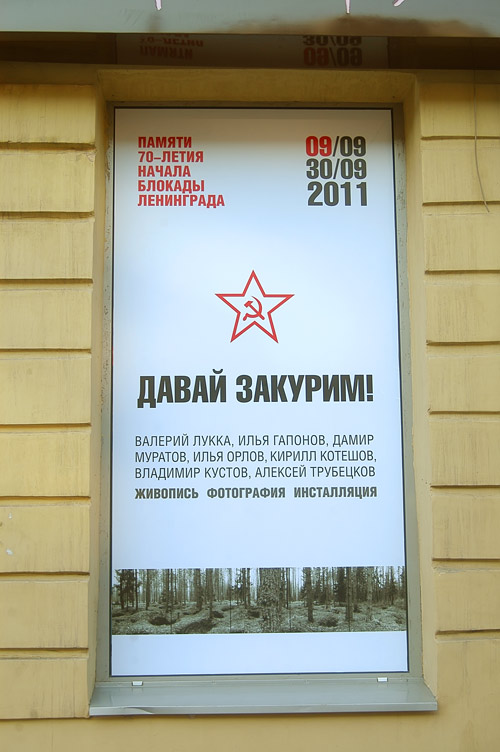 ПАМЯТИ
70-ЛЕТИЯ
НАЧАЛА
БЛОКАДЫ
ЛЕНИНГРАДА
09/09
30/09
2011
ДАВАЙ ЗАКУРИМ!
ВАЛЕРИЙ ЛУККА, ИЛЬЯ ГАПОНОВ, ДАМИР
МУРАТОВ, ИЛЬЯ ОРЛОВ, КИРИЛЛ КОТЕШОВ,
ВЛАДИМИР КУСТОВ, АЛЕКСЕЙ ТРУБЕЦКОВ
ЖИВОПИСЬ ФОТОГРАФИЯ ИНСТАЛЛЯЦИЯ